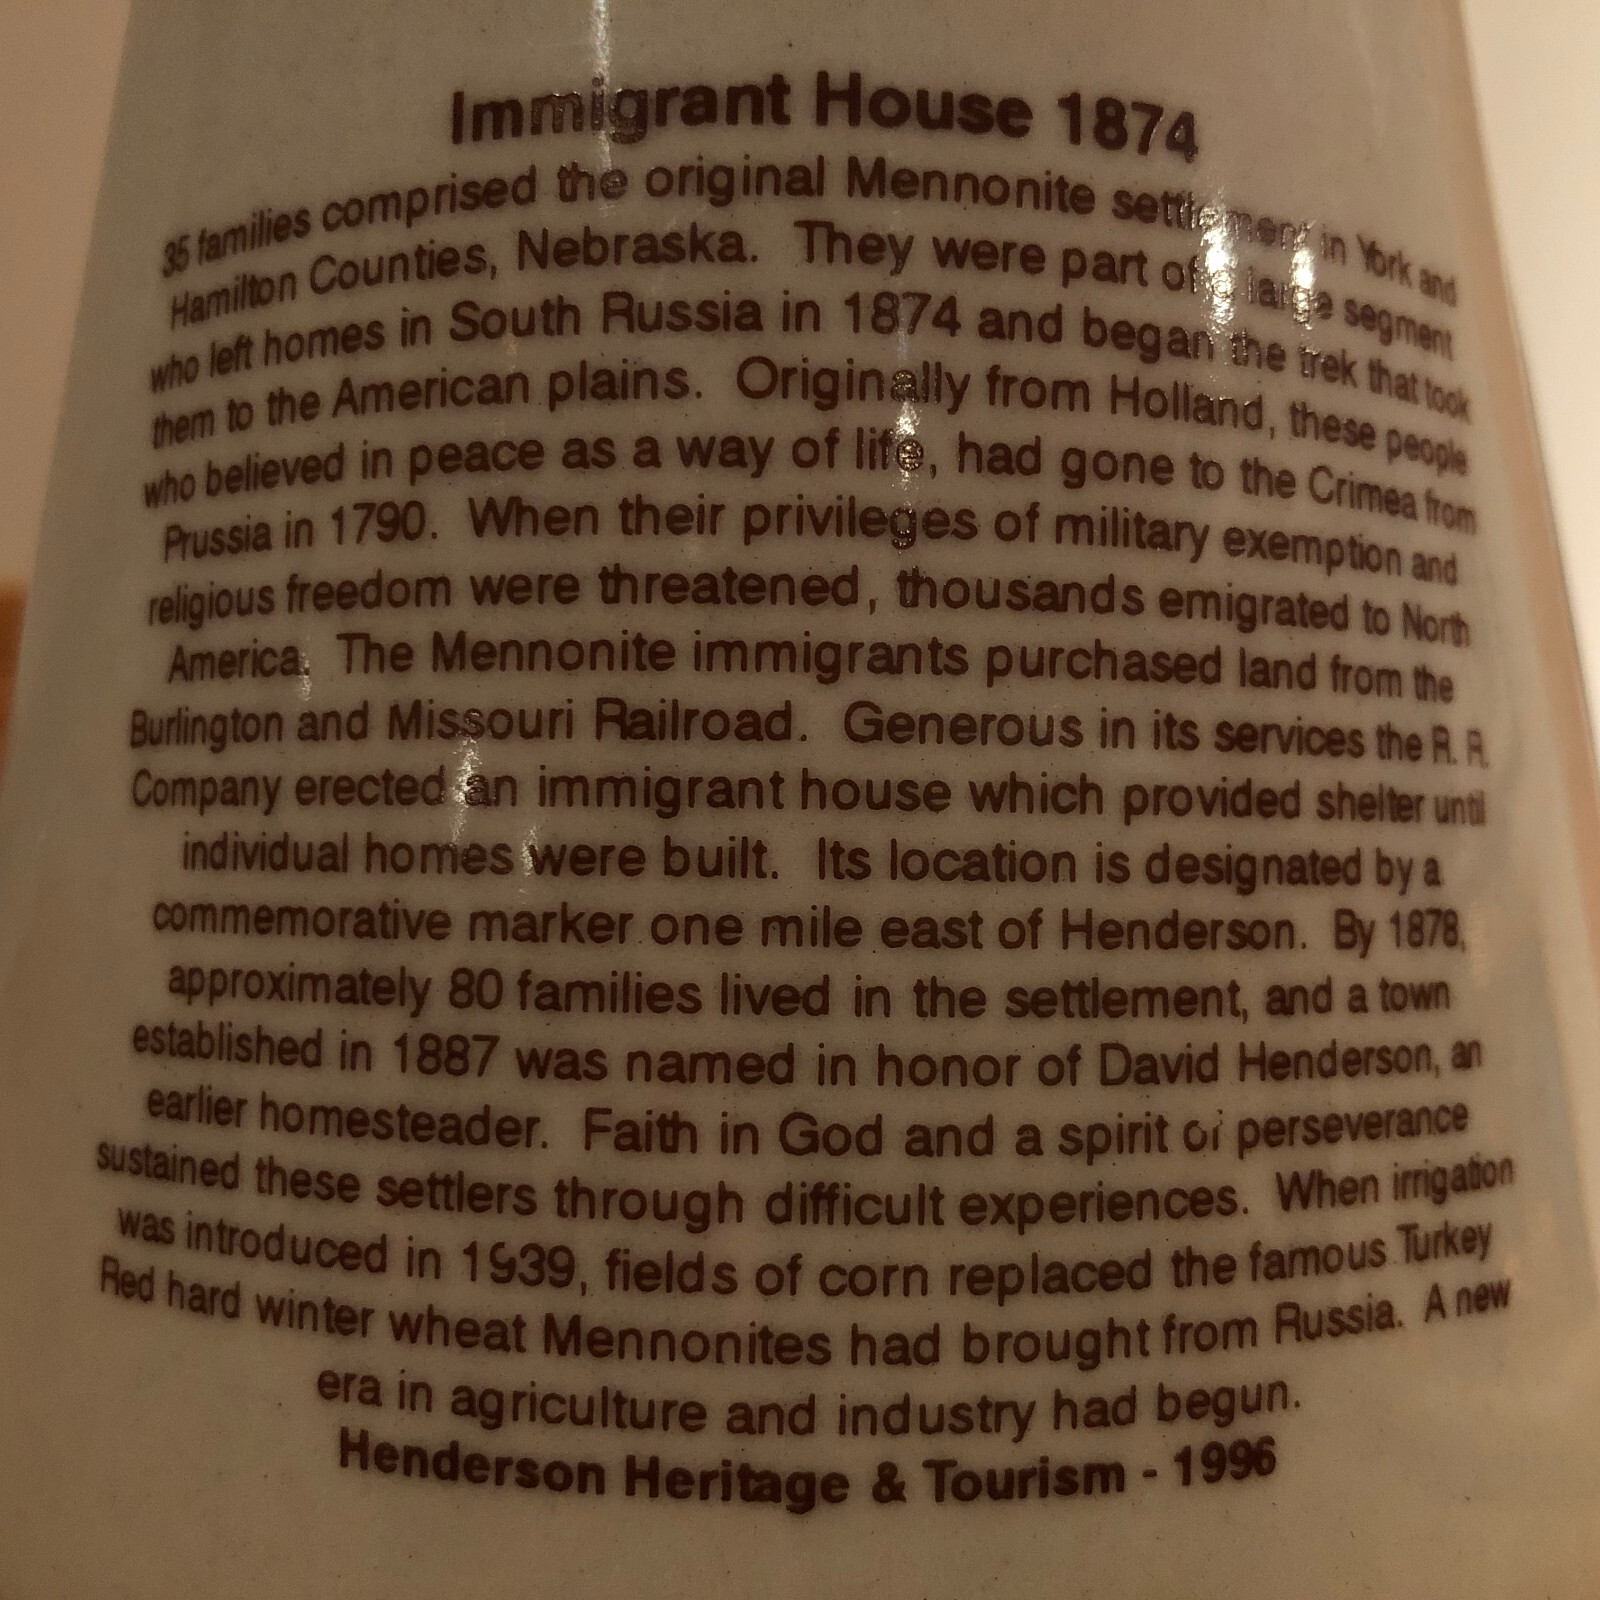 Immigrant House 1874
35 families comprised the original Mennonite settlement in York and
Hamilton Counties, Nebraska. They were part of a large segment
who left homes in South Russia in 1874 and began the trek that took
them to the American plains. Originally from Holland, these people
who believed in peace as a way of life, had gone to the Crimea from
Prussia in 1790. When their privileges of military exemption and
religious freedom were threatened, thousands emigrated to North
America. The Mennonite immigrants purchased land from the
Burlington and Missouri Railroad. Generous in its services the R. R.
Company erected an immigrant house which provided shelter until
individual homes were built. Its location is designated by a
commemorative marker one mile east of Henderson. By 1878,
approximately 80 families lived in the settlement, and a town
established in 1887 was named in honor of David Henderson, an
earlier homesteader. Faith in God and a spirit of perseverance
sustained these settlers through difficult experiences. When irrigation
was introduced in 1939, fields of corn replaced the famous Turkey
Red hard winter wheat Mennonites had brought from Russia. A new
era in agriculture and industry had begun.
Henderson Heritage & Tourism - 1996